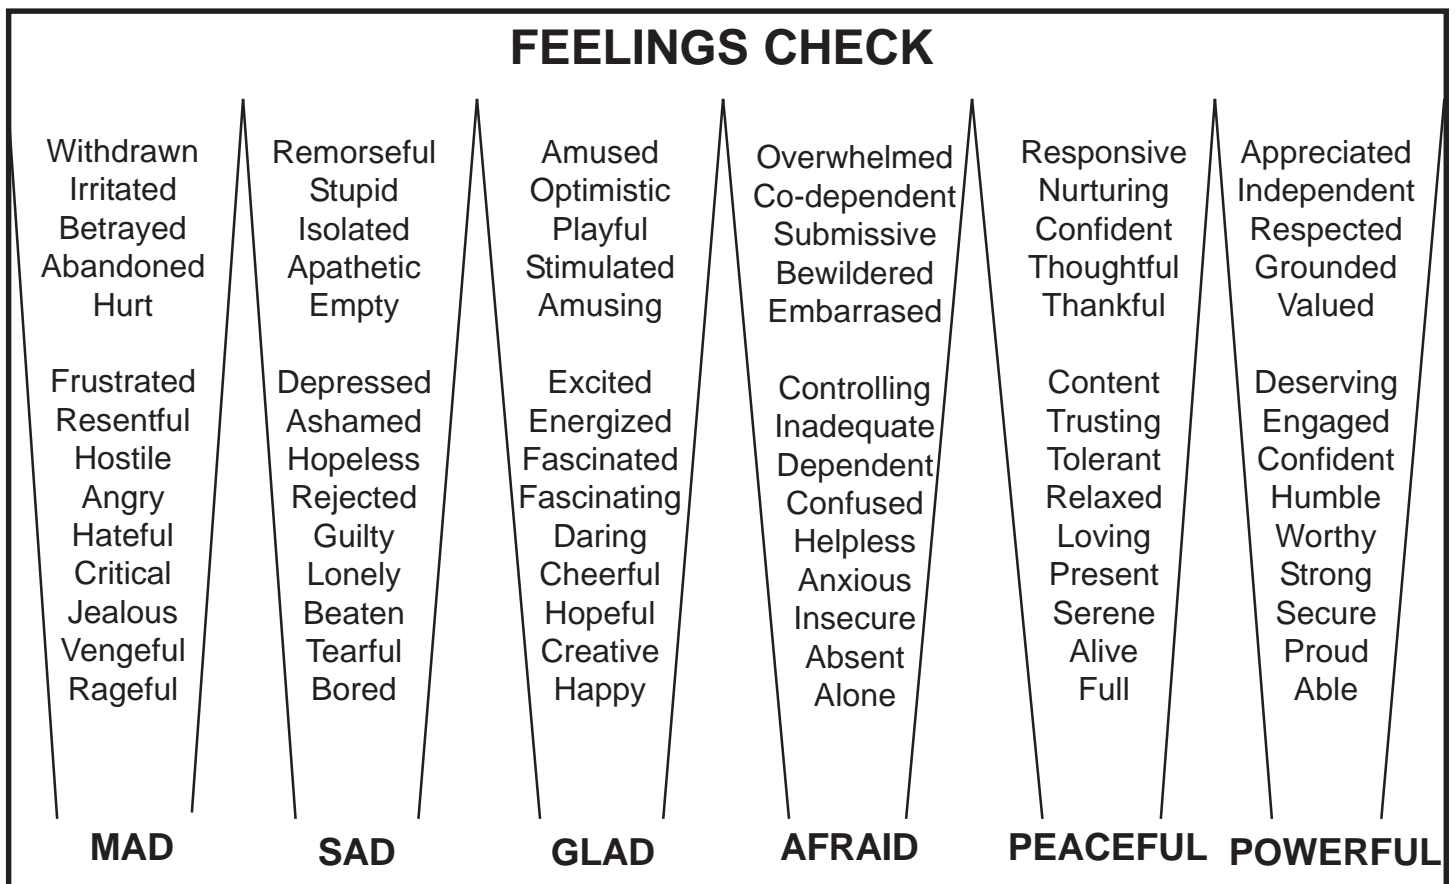 FEELINGS CHECK
Withdrawn
Irritated
Betrayed
Abandoned
Hurt
Frustrated
Resentful
Hostile
Angry
Hateful
Critical
Jealous
Vengeful
Rageful
MAD
Remorseful
Stupid
Isolated
Apathetic
Empty
Depressed
Ashamed
Hopeless
Rejected
Guilty
Lonely
Beaten
Tearful
Bored
SAD
Amused
Optimistic
Playful
Stimulated
Amusing
Excited
Energized
Fascinated
Fascinating
Daring
Cheerful
Hopeful
Creative
Happy
GLAD
Overwhelmed
Co-dependent
Submissive
Bewildered
Embarrased
Controlling
Inadequate
Dependent
Confused
Helpless
Anxious
Insecure
Absent
Alone
AFRAID
Responsive
Nurturing
Confident
Thoughtful
Thankful
Content
Trusting
Tolerant
Relaxed
Loving
Present
Serene
Alive
Full
PEACEFUL
Appreciated
Independent
Respected
Grounded
Valued
Deserving
Engaged
Confident
Humble
Worthy
Strong
Secure
Proud
Able
POWERFUL